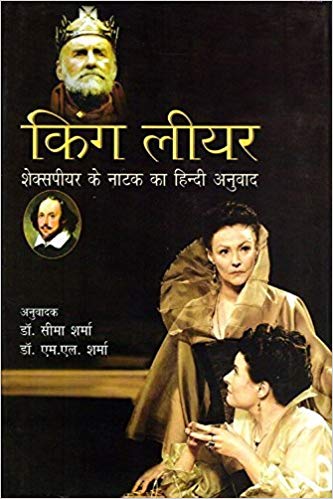 किंग लीयर
शेक्सपीयर के नाटक का हिन्दी अनुवाद
अनुवादक
डॉ. सीमा शर्मा
डॉ. एम.एल. शर्मा